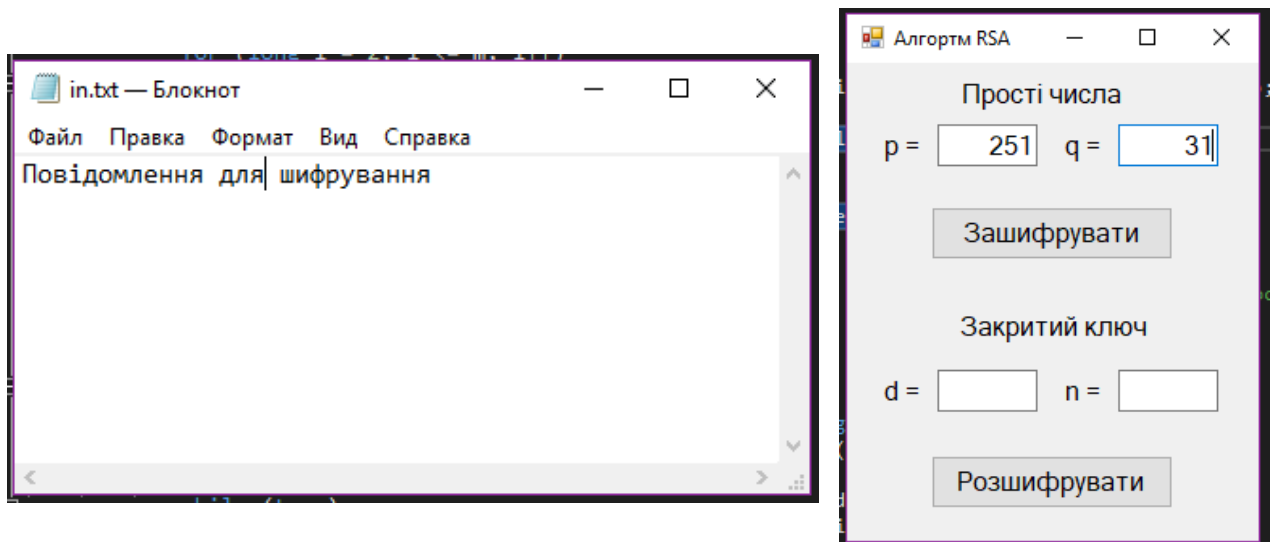 in.txt — Блокнот
Файл Правка Формат Вид Справка
Повідомлення для шифрування
Алгортм RSA
Прості числа
p = 251 q = 31
Зашифрувати
Закритий ключ
d = n =
Розшифрувати